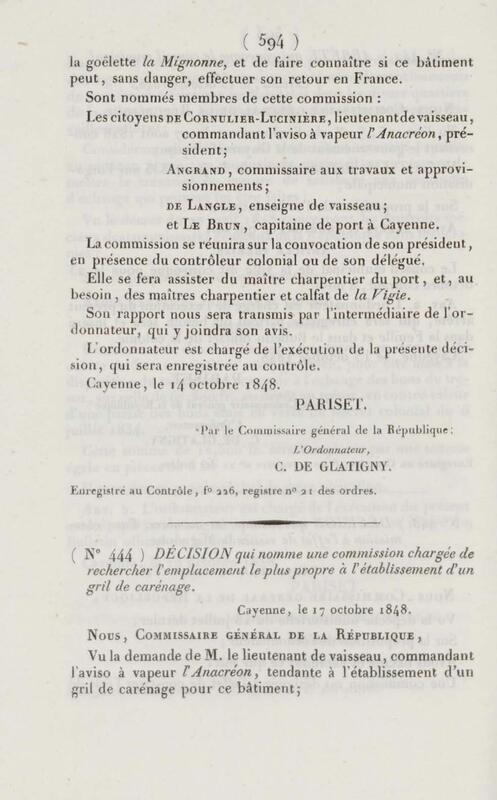 ( 594 )
la goëlette la Mignonne, et de faire connaître si ce bâtiment
peut, sans danger, effectuer son retour en France.
Sont nommés membres de cette commission :
Les citoyens DE CORNULIER-LUCINIÈRE, lieutenant de vaisseau,
commandant l'aviso à vapeur l'Anacréon, pré-
sident;
ANGRAND, commissaire aux travaux et approvi-
sionnements;
DE LANGLE, enseigne de vaisseau;
et LE BRUN, capitaine de port à Cayenne.
La commission se réunira sur la convocation de son président,
en présence du contrôleur colonial ou de son délégué.
Elle se fera assister du maître charpentier du port, et, au
besoin, des maîtres charpentier et calfat de la Vigie.
Son rapport nous sera transmis par l'intermédiaire de l'or-
donnateur, qui y joindra son avis.
L'ordonnateur est chargé de l'exécution de la présente déci-
sion, qui sera enregistrée au contrôle.
Cayenne, le 14 octobre 1848.
PARISET.
Par le Commissaire général de la République:
L'Ordonnateur,
C. DE GLATIGNY.
Enregistré au Contrôle, f° 226, registre n° 21 des ordres.
( N° 444 ) DÉCISION qui nomme une commission chargée de
rechercher l'emplacement le plus propre à l'établissement d'un
gril de carénage.
Cayenne, le 17 octobre 1848.
NOUS, COMMISSAIRE GÉNÉRAL DE LA RÉPUBLIQUE,
Vu la demande de M. le lieutenant de vaisseau, commandant
l'aviso à vapeur l'Anacréon, tendante à l'établissement d'un
gril de carénage pour ce bâtiment;